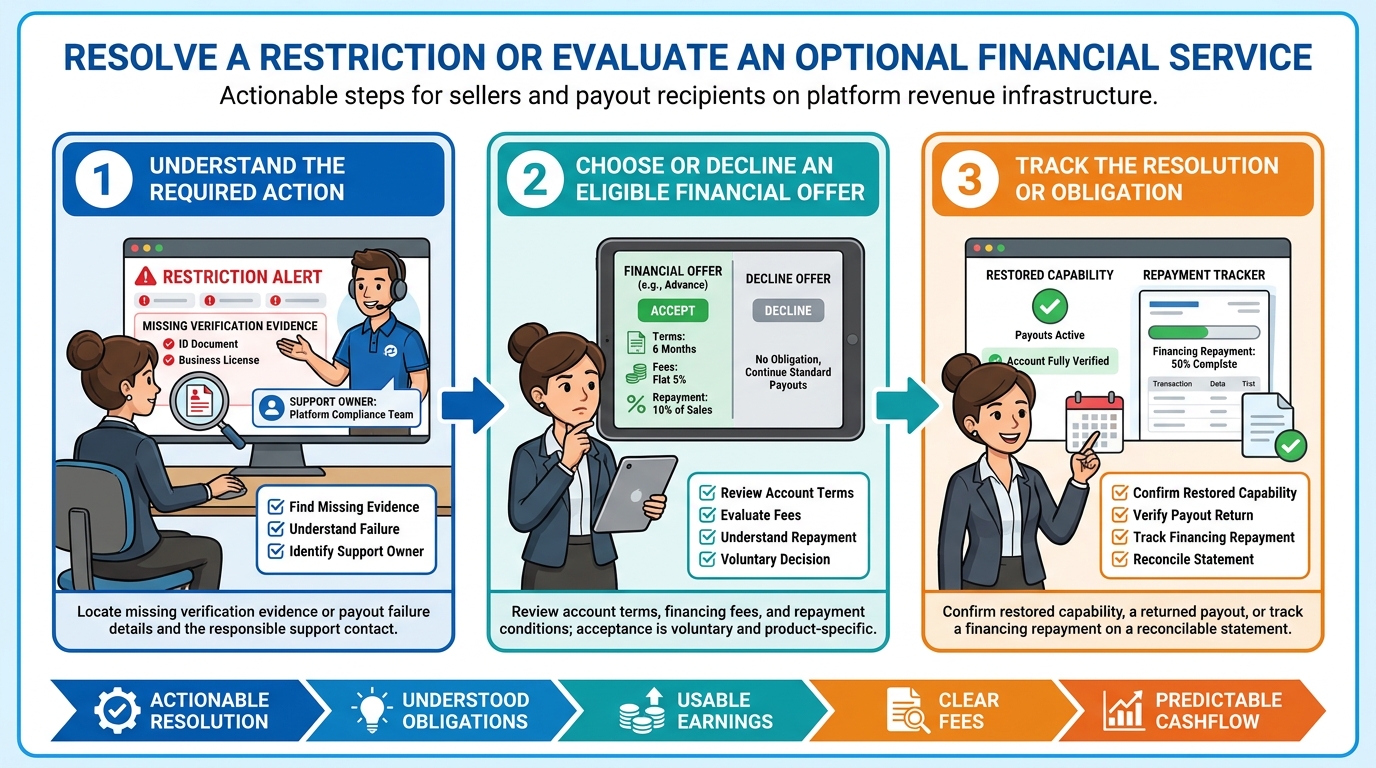 RESOLVE A RESTRICTION OR EVALUATE AN OPTIONAL FINANCIAL SERVICE
Actionable steps for sellers and payout recipients on platform revenue infrastructure.
1
UNDERSTAND THE
REQUIRED ACTION
RESTRICTION ALERT
MISSING VERIFICATION EVIDENCE
ID Document
Business License
SUPPORT OWNER:
Platform Compliance Team
Find Missing Evidence
Understand Failure
Identify Support Owner
Locate missing verification evidence or payout failure
details and the responsible support contact.
2
CHOOSE OR DECLINE AN
ELIGIBLE FINANCIAL OFFER
FINANCIAL OFFER
(e.g., Advance)
ACCEPT
Terms:
6 Months
Fees:
Flat 5%
Repayment:
10% of Sales
DECLINE OFFER
DECLINE
No Obligation,
Continue Standard
Payouts
Review Account Terms
Evaluate Fees
Understand Repayment
Voluntary Decision
Review account terms, financing fees, and repayment
conditions; acceptance is voluntary and product-specific.
3
TRACK THE RESOLUTION
OR OBLIGATION
RESTORED CAPABILITY
Payouts Active
Account Fully Verified
REPAYMENT TRACKER
Financing Repayment:
50% Complste
Transaction Deta Tist
Confirm Restored Capability
Verify Payout Return
Track Financing Repayment
Reconcile Statement
Confirm restored capability, a returned payout, or track
a financing repayment on a reconcilable statement.
ACTIONABLE
RESOLUTION
UNDERSTOOD
OBLIGATIONS
USABLE
EARNINGS
CLEAR
FEES
PREDICTABLE
CASHFLOW